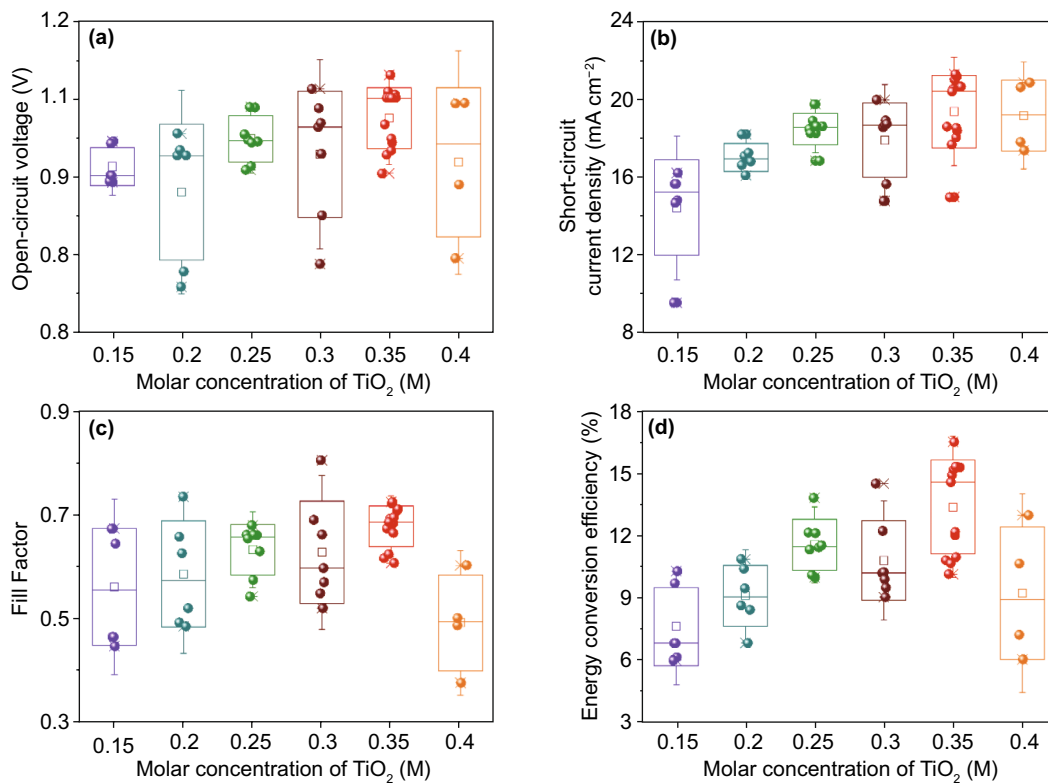 (a)
Open-circuit voltage (V)
1.2
1.1
0.9
0.8
0.8
0.15 0.2 0.25 0.3 0.35 0.4
Molar concentration of TiO₂ (M)
(b)
Short-circuit
current density (mA cm⁻²)
24
20
16
12
8
0.15 0.2 0.25 0.3 0.35 0.4
Molar concentration of TiO₂ (M)
(c)
Fill Factor
0.9
0.7
0.5
0.3
0.15 0.2 0.25 0.3 0.35 0.4
Molar concentration of TiO₂ (M)
(d)
Energy conversion efficiency (%)
18
15
12
9
6
3
0.15 0.2 0.25 0.3 0.35 0.4
Molar concentration of TiO₂ (M)